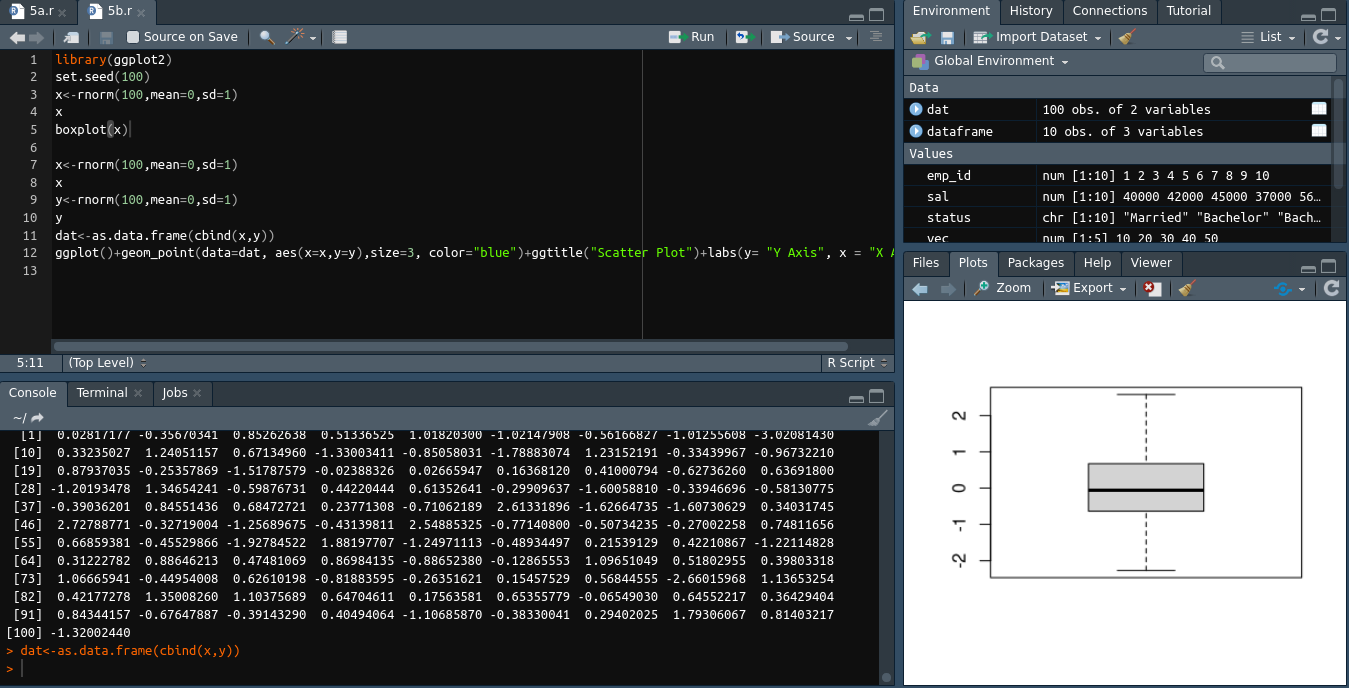 5a.r
5b.r
Source on Save
Run
Source
1 library(ggplot2)
2 set.seed(100)
3 x<-rnorm(100,mean=0,sd=1)
4 x
5 boxplot(x)
6
7 x<-rnorm(100,mean=0,sd=1)
8 x
9 y<-rnorm(100,mean=0,sd=1)
10 y
11 dat<-as.data.frame(cbind(x,y))
12 ggplot()+geom_point(data=dat, aes(x=x,y=y),size=3, color="blue")+ggtitle("Scatter Plot")+labs(y= "Y Axis", x = "X A
13
5:11 (Top Level) R Script
Console Terminal Jobs
~/
[1] 0.02817177 -0.35670341 0.85262638 0.51336525 1.01820300 -1.02147908 -0.56166827 -1.01255608 -3.02081430
[10] 0.33235027 1.24051157 0.67134960 -1.33003411 -0.85058031 -1.78883074 1.23152191 -0.33439967 -0.96732210
[19] 0.87937035 -0.25357869 -1.51787579 -0.02388326 0.02665947 0.16368120 0.41000794 -0.62736260 0.63691800
[28] -1.20193478 1.34654241 -0.59876731 0.44220444 0.61352641 -0.29909637 -1.60058810 -0.33946696 -0.58130775
[37] -0.39036201 0.84551436 0.68472721 0.23771308 -0.71062189 2.61331896 -1.62664735 -1.60730629 0.34031745
[46] 2.72788771 -0.32719004 -1.25689675 -0.43139811 2.54885325 -0.77140800 -0.50734235 -0.27002258 0.74811656
[55] 0.66859381 -0.45529866 -1.92784522 1.88197707 -1.24971113 -0.48934497 0.21539129 0.42210867 -1.22114828
[64] 0.31222782 0.88646213 0.47481069 0.86984135 -0.88652380 -0.12865553 1.09651049 0.51802955 0.39803318
[73] 1.06665941 -0.44954008 0.62610198 -0.81883595 -0.26351621 0.15457529 0.56844555 -2.66015968 1.13653254
[82] 0.42177278 1.35008260 1.10375689 0.64704611 0.17563581 0.65355779 -0.06549030 0.64552217 0.36429404
[91] 0.84344157 -0.67647887 -0.39143290 0.40494064 -1.10685870 -0.38330041 0.29402025 1.79306067 0.81403217
[100] -1.32002440
> dat<-as.data.frame(cbind(x,y))
>
Environment History Connections Tutorial
Import Dataset List
Global Environment
Data
dat 100 obs. of 2 variables
dataframe 10 obs. of 3 variables
Values
emp_id num [1:10] 1 2 3 4 5 6 7 8 9 10
sal num [1:10] 40000 42000 45000 37000 56…
status chr [1:10] "Married" "Bachelor" "Bach…
vec num [1:5] 10 20 30 40 50
Files Plots Packages Help Viewer
Zoom Export
2
1
0
-1
-2